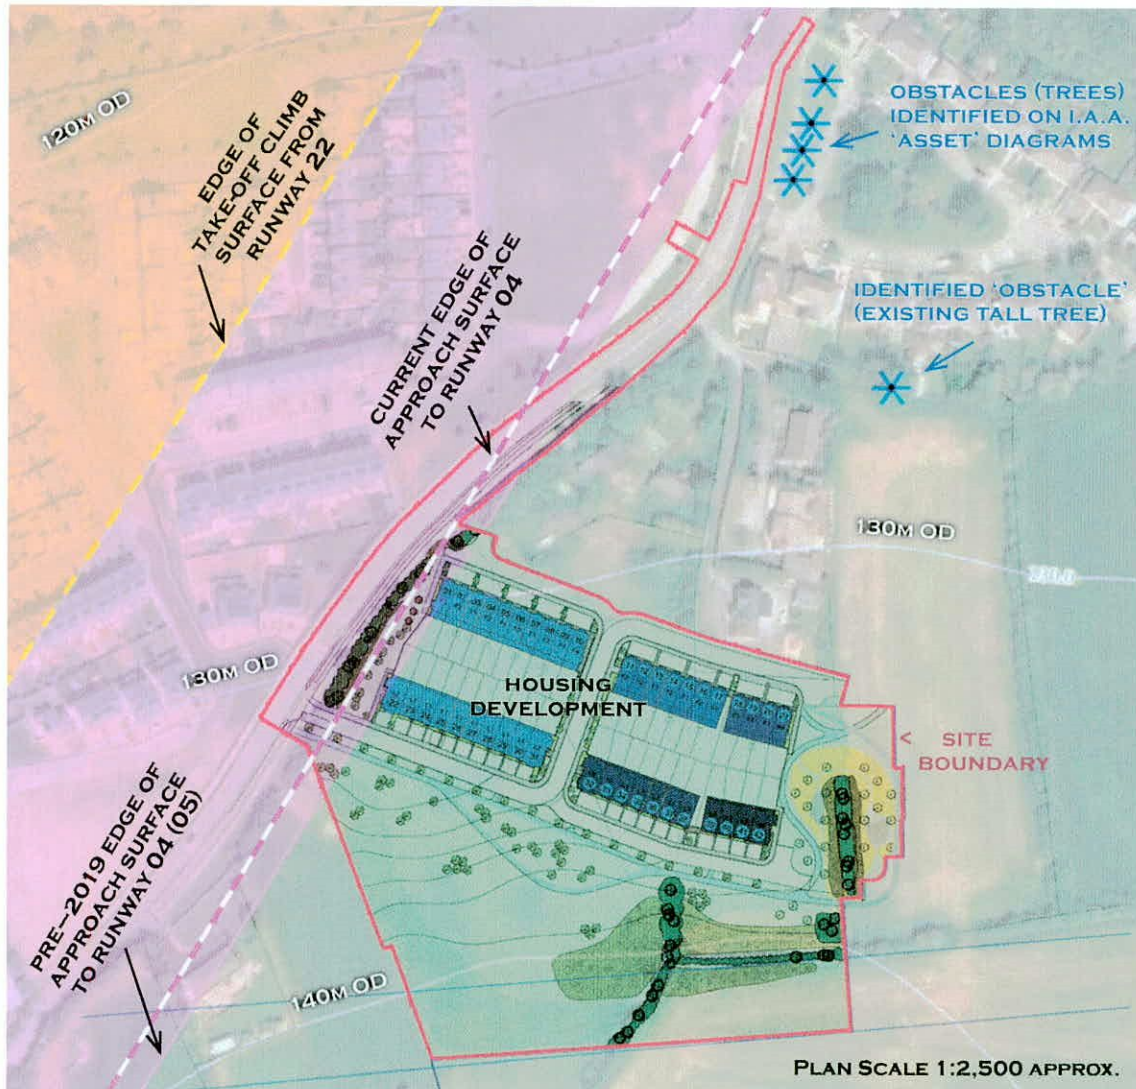 120M OD
EDGE OF
TAKE-OFF CLIMB
SURFACE FROM
RUNWAY 22
OBSTACLES (TREES)
IDENTIFIED ON I.A.A.
'ASSET' DIAGRAMS
CURRENT EDGE OF
APPROACH SURFACE
TO RUNWAY 04
IDENTIFIED 'OBSTACLE'
(EXISTING TALL TREE)
130M OD
130M OD
HOUSING
DEVELOPMENT
< SITE
BOUNDARY
PRE-2019 EDGE OF
APPROACH SURFACE
TO RUNWAY 04 (05)
140M OD
PLAN SCALE 1:2,500 APPROX.